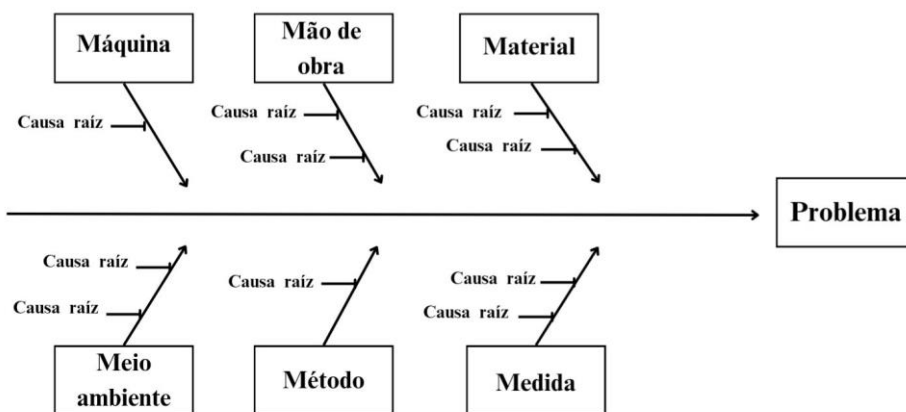 Máquina
Mão de
obra
Material
Causa raíz
Causa raíz
Causa raíz
Causa raíz
Causa raíz
Problema
Causa raíz
Causa raíz
Causa raíz
Causa raíz
Causa raíz
Meio
ambiente
Método
Medida